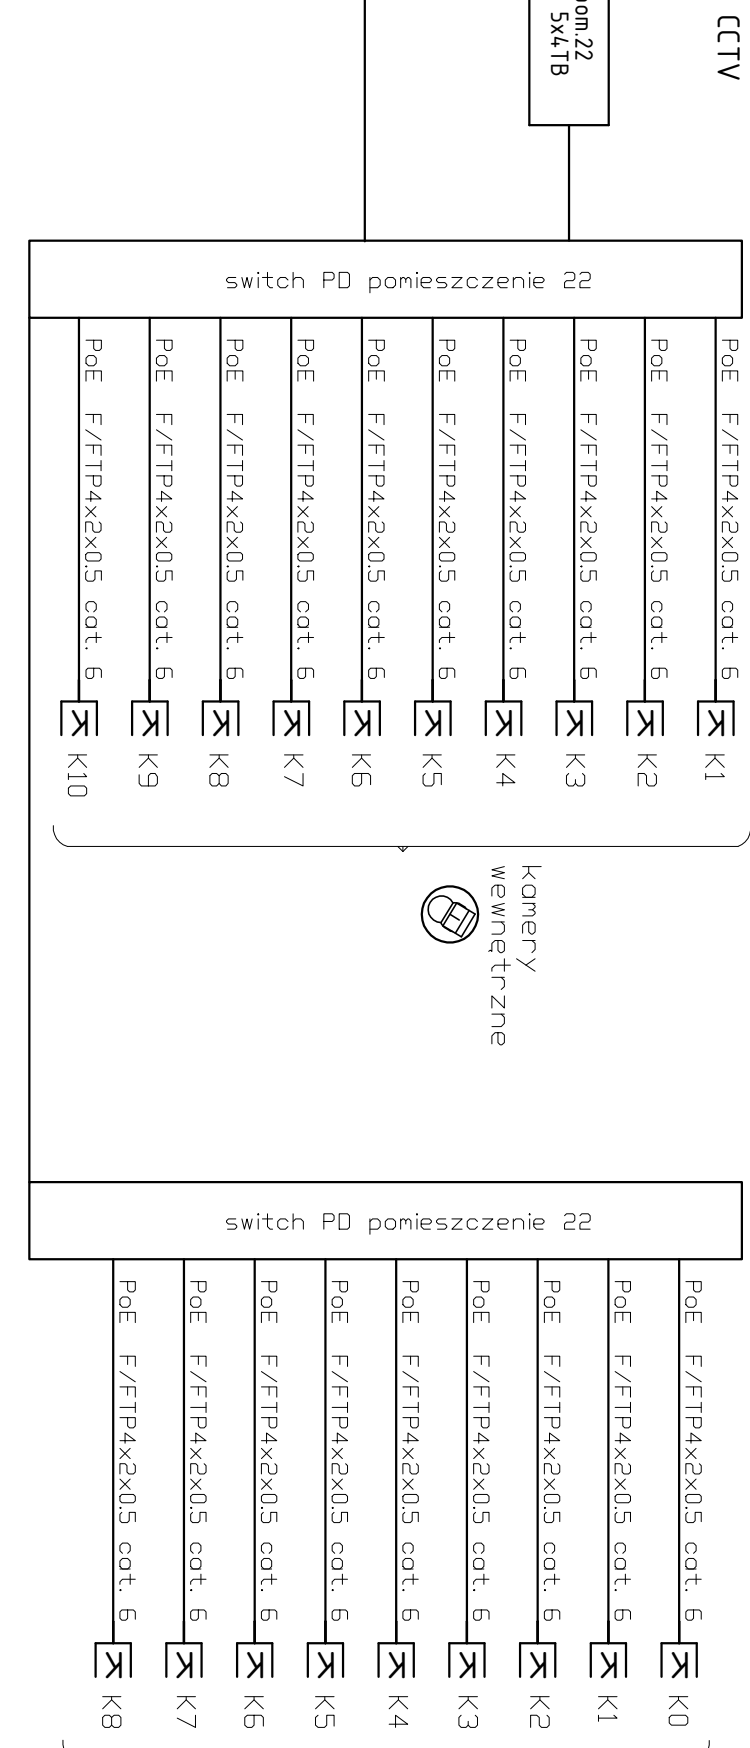 CCTV
5x4TB
switch PD pomieszczenie 22
PoE F/FTP4x2x0.5 cat. 6
PoE F/FTP4x2x0.5 cat. 6
PoE F/FTP4x2x0.5 cat. 6
PoE F/FTP4x2x0.5 cat. 6
PoE F/FTP4x2x0.5 cat. 6
PoE F/FTP4x2x0.5 cat. 6
PoE F/FTP4x2x0.5 cat. 6
PoE F/FTP4x2x0.5 cat. 6
PoE F/FTP4x2x0.5 cat. 6
PoE F/FTP4x2x0.5 cat. 6
K
K
K
K
K
K
K
K
K
K
K10
K9
K8
K7
K6
K5
K4
K3
K2
K1
kamery
wewnętrzne
switch PD pomieszczenie 22
PoE F/FTP4x2x0.5 cat. 6
PoE F/FTP4x2x0.5 cat. 6
PoE F/FTP4x2x0.5 cat. 6
PoE F/FTP4x2x0.5 cat. 6
PoE F/FTP4x2x0.5 cat. 6
PoE F/FTP4x2x0.5 cat. 6
PoE F/FTP4x2x0.5 cat. 6
PoE F/FTP4x2x0.5 cat. 6
PoE F/FTP4x2x0.5 cat. 6
K
K
K
K
K
K
K
K
K
K8
K7
K6
K5
K4
K3
K2
K1
K0